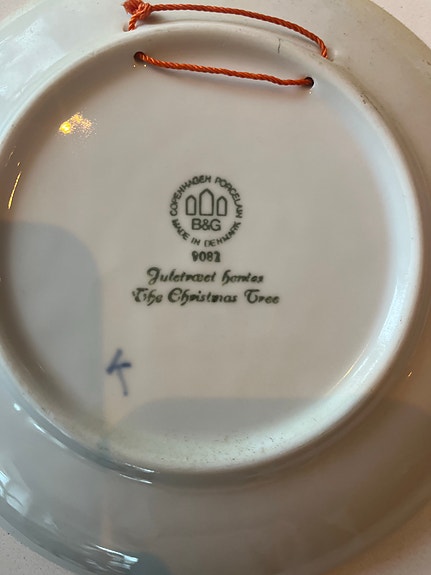 COPENHAGEN PORCELAIN
B&G
MADE IN DENMARK
9082
Juletræet hentes
The Christmas Tree